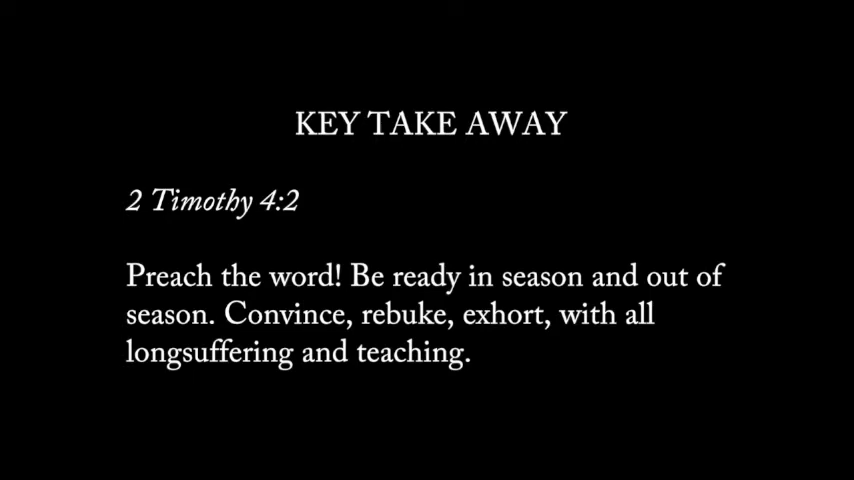 KEY TAKE AWAY
2 Timothy 4:2
Preach the word! Be ready in season and out of
season. Convince, rebuke, exhort, with all
longsuffering and teaching.